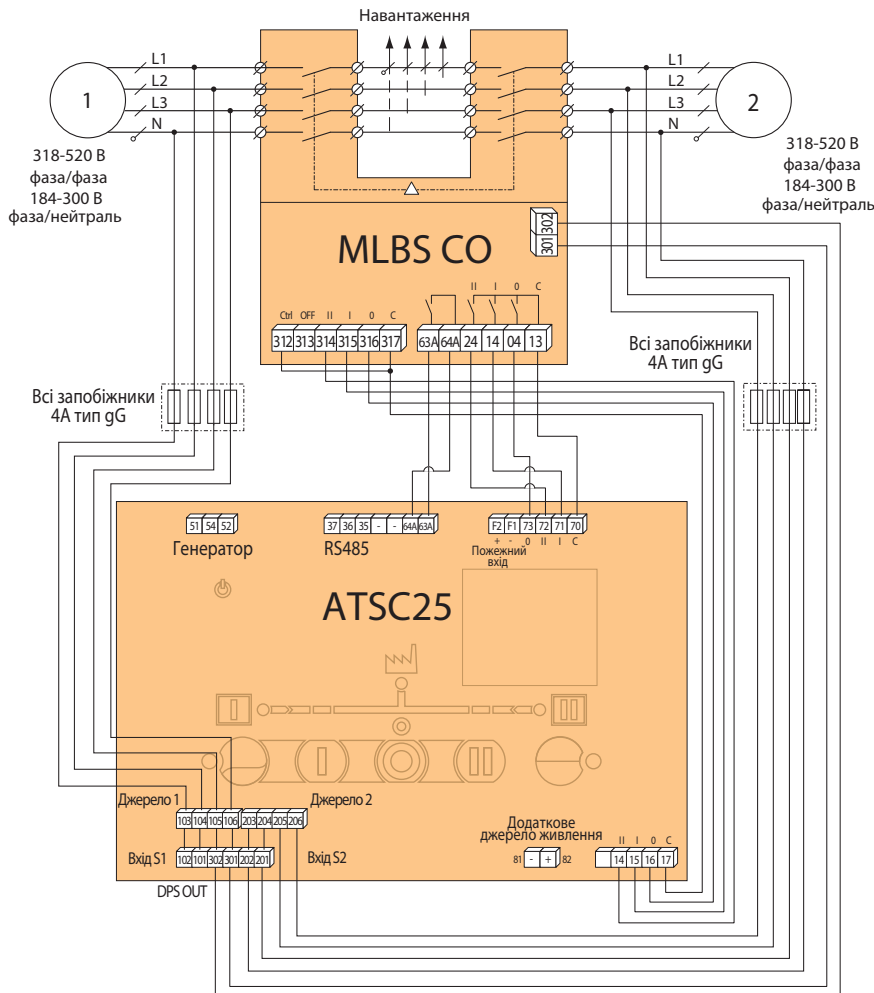 Навантаження
L1
L2
L3
N
1
L1
L2
L3
N
2
318-520 В
фаза/фаза
184-300 В
фаза/нейтраль
318-520 В
фаза/фаза
184-300 В
фаза/нейтраль
301 302
MLBS CO
Ctrl OFF II I 0 C
312 313 314 315 316 317
II I 0 C
63A 64A 24 14 04 13
Всі запобіжники
4A тип gG
Всі запобіжники
4A тип gG
51 54 52
Генератор
37 36 35 - - 64A 63A
RS485
F2 F1 73 72 71 70
+ - 0 II I C
Пожежний
вхід
ATSC25
I
II
I
II
Джерело 1
Джерело 2
103 104 105 106 203 204 205 206
Вхід S1
102 101 302 301 202 201
Вхід S2
DPS OUT
Додаткове
джерело живлення
81 - + 82
II I 0 C
14 15 16 17